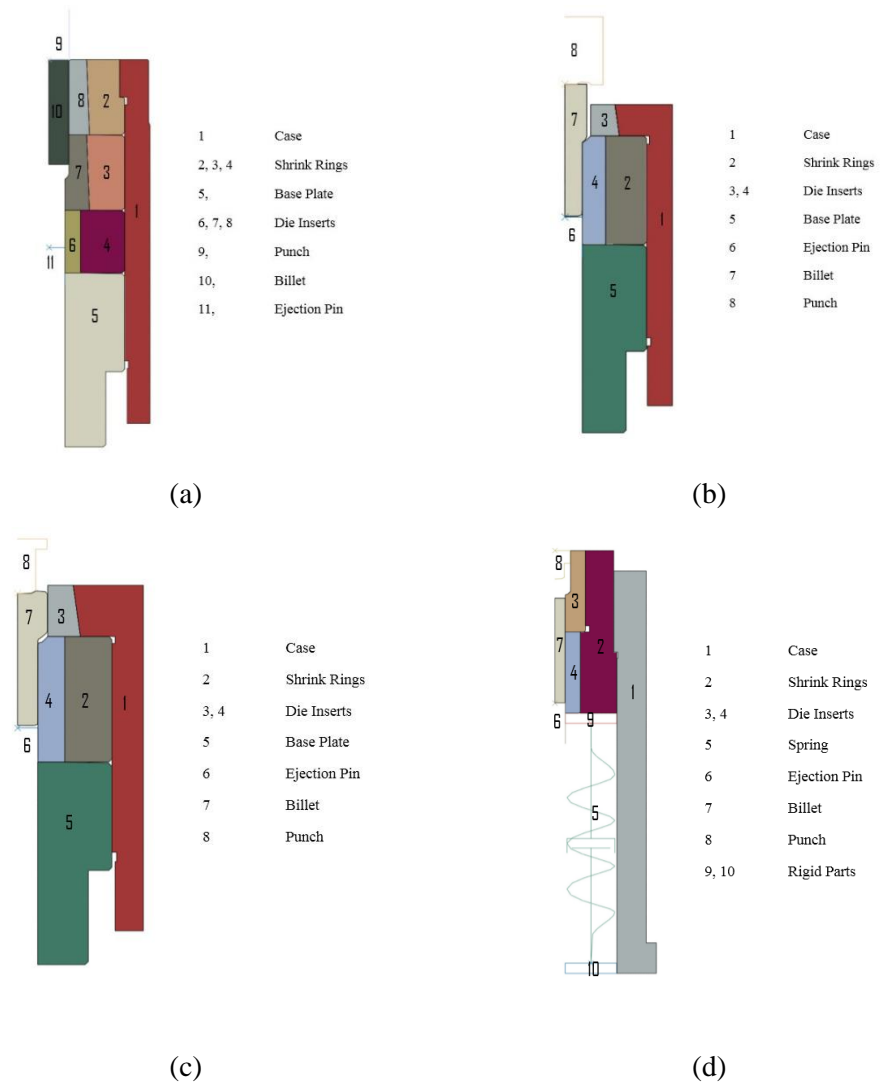 9
10
8
2
7
3
1
6
4
11
5
1 Case
2, 3, 4 Shrink Rings
5, Base Plate
6, 7, 8 Die Inserts
9, Punch
10, Billet
11, Ejection Pin
(a)
8
7
3
4
2
1
6
5
1 Case
2 Shrink Rings
3, 4 Die Inserts
5 Base Plate
6 Ejection Pin
7 Billet
8 Punch
(b)
8
7
3
4
2
1
6
5
1 Case
2 Shrink Rings
3, 4 Die Inserts
5 Base Plate
6 Ejection Pin
7 Billet
8 Punch
(c)
8
3
2
7
4
1
6
9
5
10
1 Case
2 Shrink Rings
3, 4 Die Inserts
5 Spring
6 Ejection Pin
7 Billet
8 Punch
9, 10 Rigid Parts
(d)